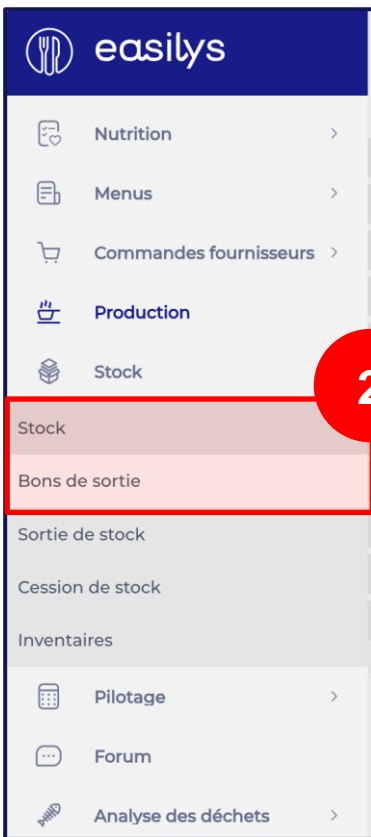 easilys
Nutrition
Menus
Commandes fournisseurs
Production
Stock
2
Stock
Bons de sortie
Sortie de stock
Cession de stock
Inventaires
Pilotage
Forum
Analyse des déchets